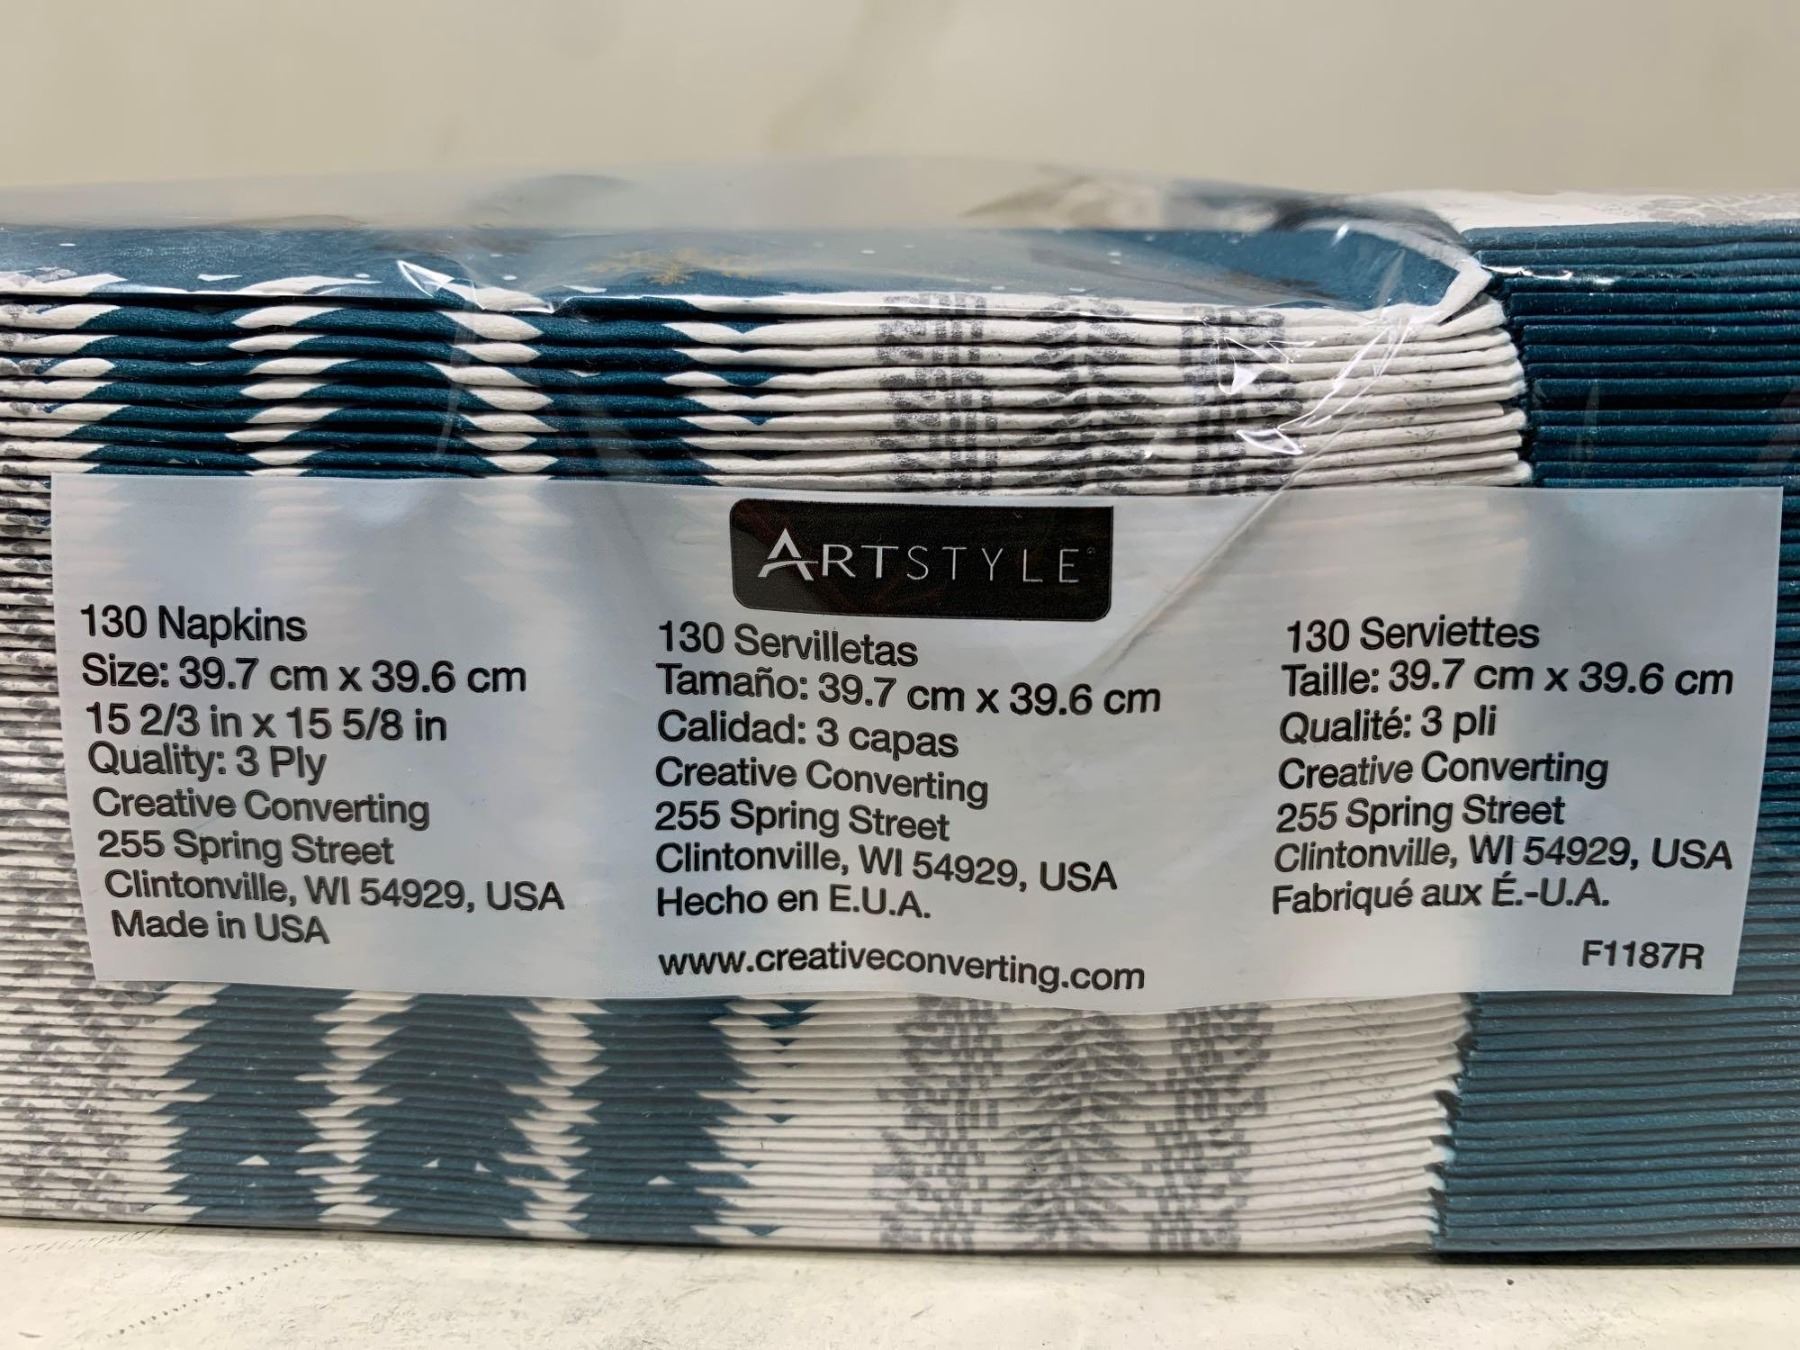 ARTSTYLE®
130 Napkins
Size: 39.7 cm x 39.6 cm
15 2/3 in x 15 5/8 in
Quality: 3 Ply
Creative Converting
255 Spring Street
Clintonville, WI 54929, USA
Made in USA
130 Servilletas
Tamaño: 39.7 cm x 39.6 cm
Calidad: 3 capas
Creative Converting
255 Spring Street
Clintonville, WI 54929, USA
Hecho en E.U.A.
www.creativeconverting.com
130 Serviettes
Taille: 39.7 cm x 39.6 cm
Qualité: 3 pli
Creative Converting
255 Spring Street
Clintonville, WI 54929, USA
Fabriqué aux É.-U.A.
F1187R